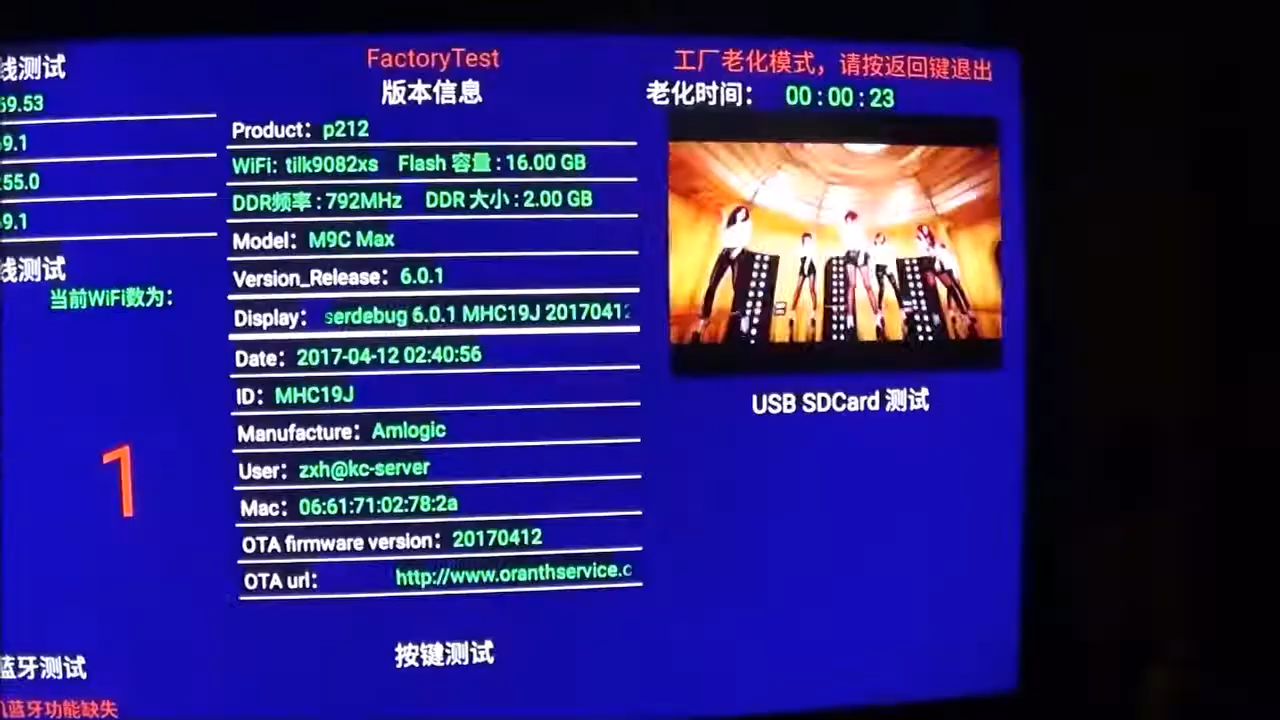 线测试
69.53
69.1
255.0
69.1
线测试
当前WiFi数为：
1
蓝牙测试
机蓝牙功能缺失
FactoryTest
版本信息
Product：p212
WiFi：tilk9082xs Flash 容量 : 16.00 GB
DDR频率 : 792MHz DDR 大小 : 2.00 GB
Model：M9C Max
Version_Release：6.0.1
Display：serdebug 6.0.1 MHC19J 20170412
Date：2017-04-12 02:40:56
ID：MHC19J
Manufacture：Amlogic
User：zxh@kc-server
Mac：06:61:71:02:78:2a
OTA firmware version：20170412
OTA url：http://www.oranthservice.c
按键测试
工厂老化模式，请按返回键退出
老化时间： 00 : 00 : 23
USB SDCard 测试